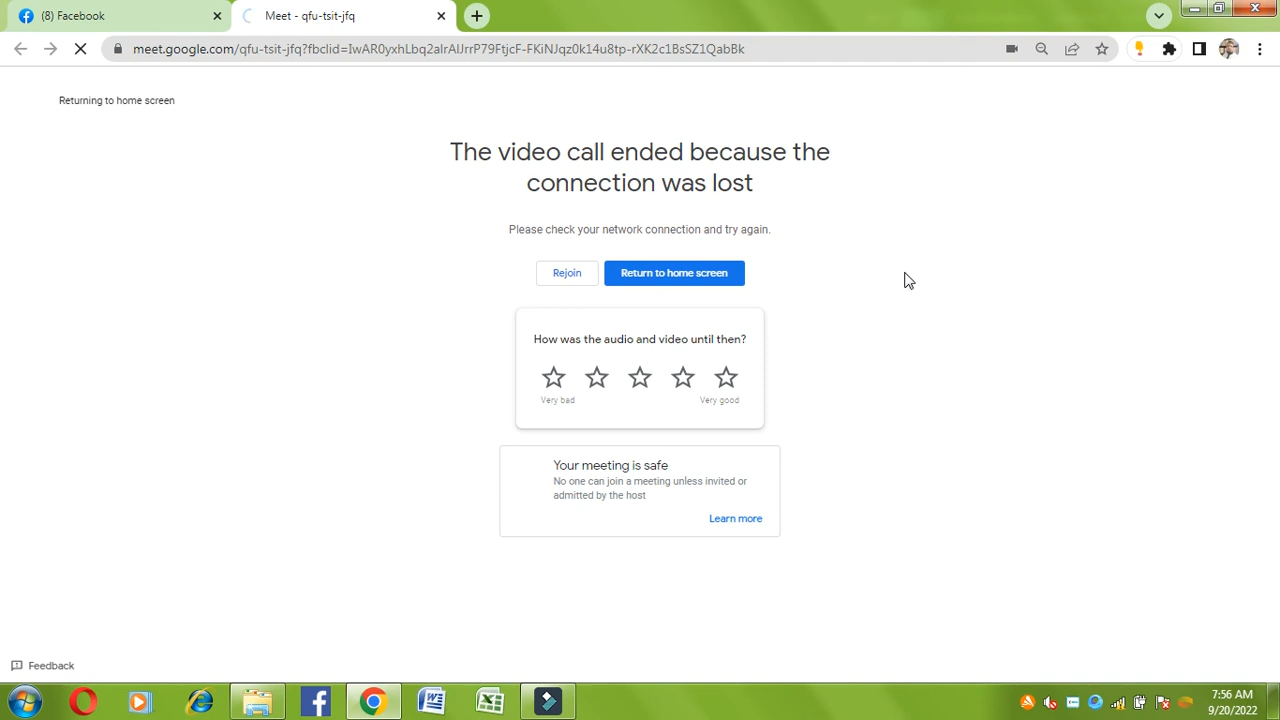 (8) Facebook
Meet - qfu-tsit-jfq
meet.google.com/qfu-tsit-jfq?fbclid=IwAR0yxhLbq2alrAIJrrP79FtjcF-FKiNJqz0k14u8tp-rXK2c1BsSZ1QabBk
Returning to home screen
The video call ended because the
connection was lost
Please check your network connection and try again.
Rejoin
Return to home screen
How was the audio and video until then?
Very bad
Very good
Your meeting is safe
No one can join a meeting unless invited or
admitted by the host
Learn more
Feedback
7:56 AM
9/20/2022